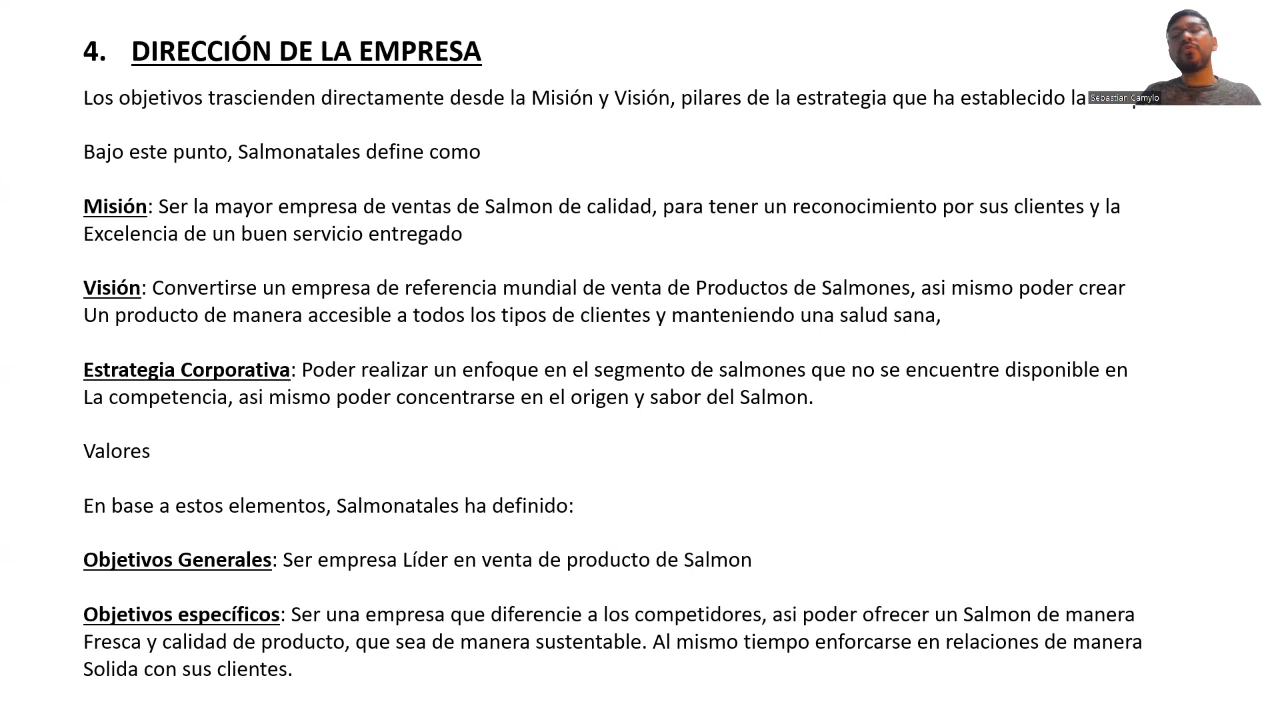 4. DIRECCIÓN DE LA EMPRESA
Los objetivos trascienden directamente desde la Misión y Visión, pilares de la estrategia que ha establecido la
Sebastian Camylo
Bajo este punto, Salmonatales define como
Misión: Ser la mayor empresa de ventas de Salmon de calidad, para tener un reconocimiento por sus clientes y la
Excelencia de un buen servicio entregado
Visión: Convertirse un empresa de referencia mundial de venta de Productos de Salmones, asi mismo poder crear
Un producto de manera accesible a todos los tipos de clientes y manteniendo una salud sana,
Estrategia Corporativa: Poder realizar un enfoque en el segmento de salmones que no se encuentre disponible en
La competencia, asi mismo poder concentrarse en el origen y sabor del Salmon.
Valores
En base a estos elementos, Salmonatales ha definido:
Objetivos Generales: Ser empresa Líder en venta de producto de Salmon
Objetivos específicos: Ser una empresa que diferencie a los competidores, asi poder ofrecer un Salmon de manera
Fresca y calidad de producto, que sea de manera sustentable. Al mismo tiempo enforcarse en relaciones de manera
Solida con sus clientes.